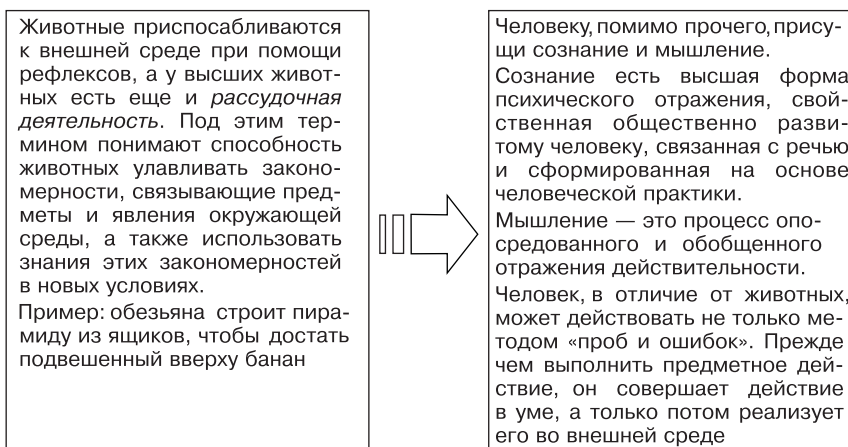 Животные приспосабливаются
к внешней среде при помощи
рефлексов, а у высших живот-
ных есть еще и рассудочная
деятельность. Под этим тер-
мином понимают способность
животных улавливать законо-
мерности, связывающие пред-
меты и явления окружающей
среды, а также использовать
знания этих закономерностей
в новых условиях.
Пример: обезьяна строит пира-
миду из ящиков, чтобы достать
подвешенный вверху банан
Человеку, помимо прочего, прису-
щи сознание и мышление.
Сознание есть высшая форма
психического отражения, свой-
ственная общественно разви-
тому человеку, связанная с речью
и сформированная на основе
человеческой практики.
Мышление — это процесс опо-
средованного и обобщенного
отражения действительности.
Человек, в отличие от животных,
может действовать не только ме-
тодом «проб и ошибок». Прежде
чем выполнить предметное дей-
ствие, он совершает действие
в уме, а только потом реализует
его во внешней среде